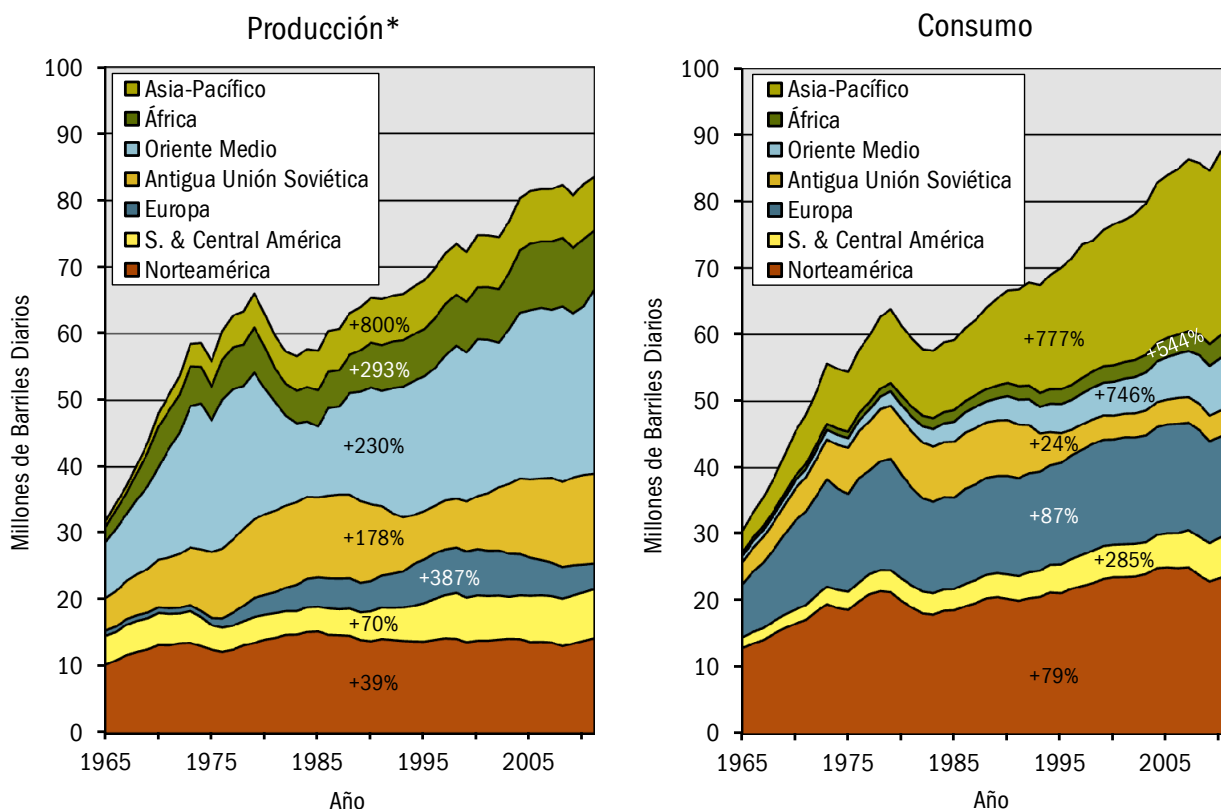 Producción*
100
90
80
70
60
50
40
30
20
10
0
Millones de Barriles Diarios
Asia-Pacífico
África
Oriente Medio
Antigua Unión Soviética
Europa
S. & Central América
Norteamérica
+800%
+293%
+230%
+178%
+387%
+70%
+39%
1965
1975
1985
1995
2005
Año
Consumo
100
90
80
70
60
50
40
30
20
10
0
Millones de Barriles Diarios
Asia-Pacífico
África
Oriente Medio
Antigua Unión Soviética
Europa
S. & Central América
Norteamérica
+777%
+544%
+746%
+24%
+87%
+285%
+79%
1965
1975
1985
1995
2005
Año